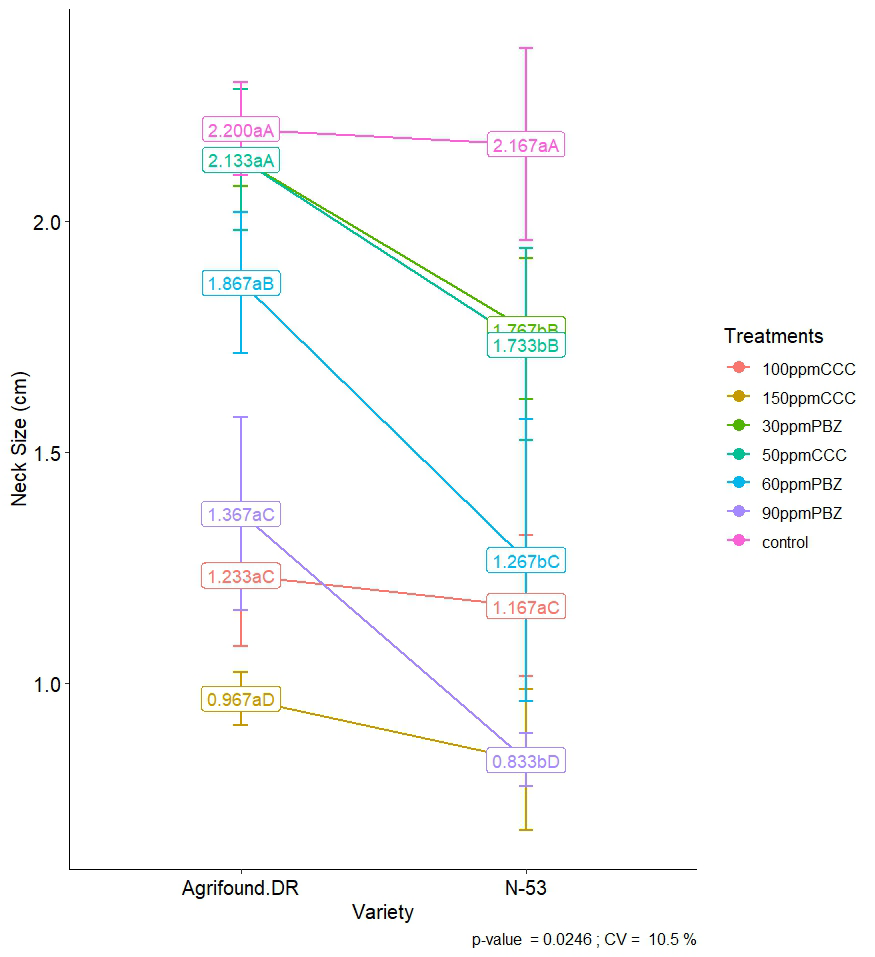 2.200aA
2.167aA
2.133aA
2.0
1.867aB
1.767bB
1.733bB
Treatments
100ppmCCC
150ppmCCC
30ppmPBZ
50ppmCCC
60ppmPBZ
90ppmPBZ
control
Neck Size (cm)
1.5
1.367aC
1.267bC
1.233aC
1.167aC
1.0
0.967aD
0.833bD
Agrifound.DR
N-53
Variety
p-value = 0.0246 ; CV = 10.5 %